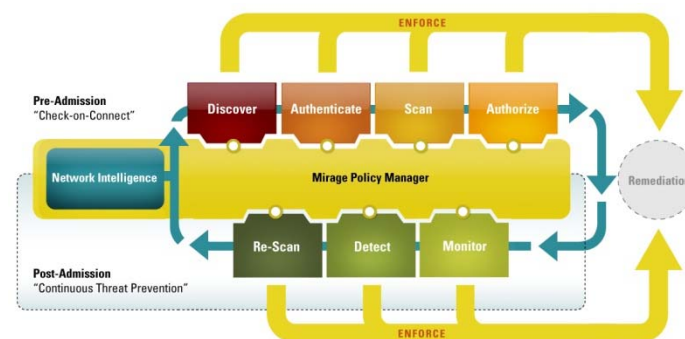 ENFORCE
Pre-Admission
“Check-on-Connect”
Discover
Authenticate
Scan
Authorize
Network Intelligence
Mirage Policy Manager
Remediation
Re-Scan
Detect
Monitor
Post-Admission
“Continuous Threat Prevention”
ENFORCE